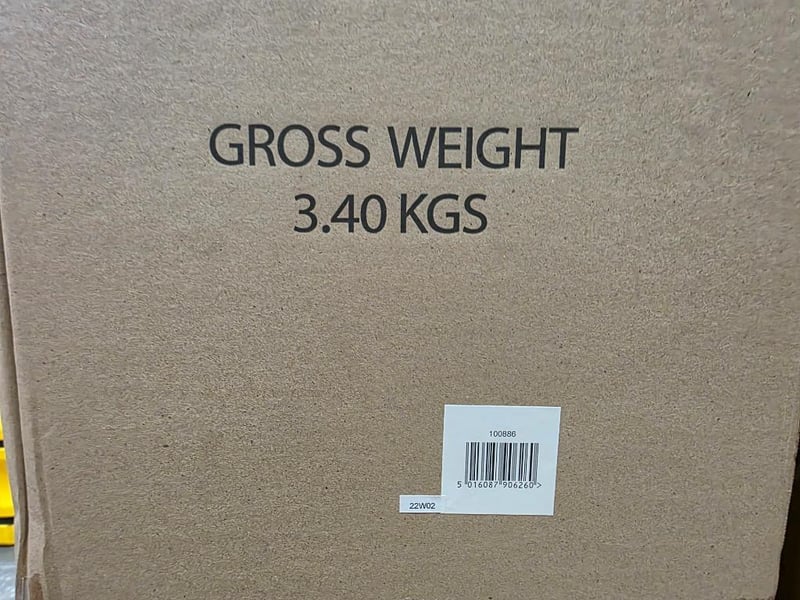 GROSS WEIGHT
3.40 KGS
100886
5 016087 906260 >
22W02